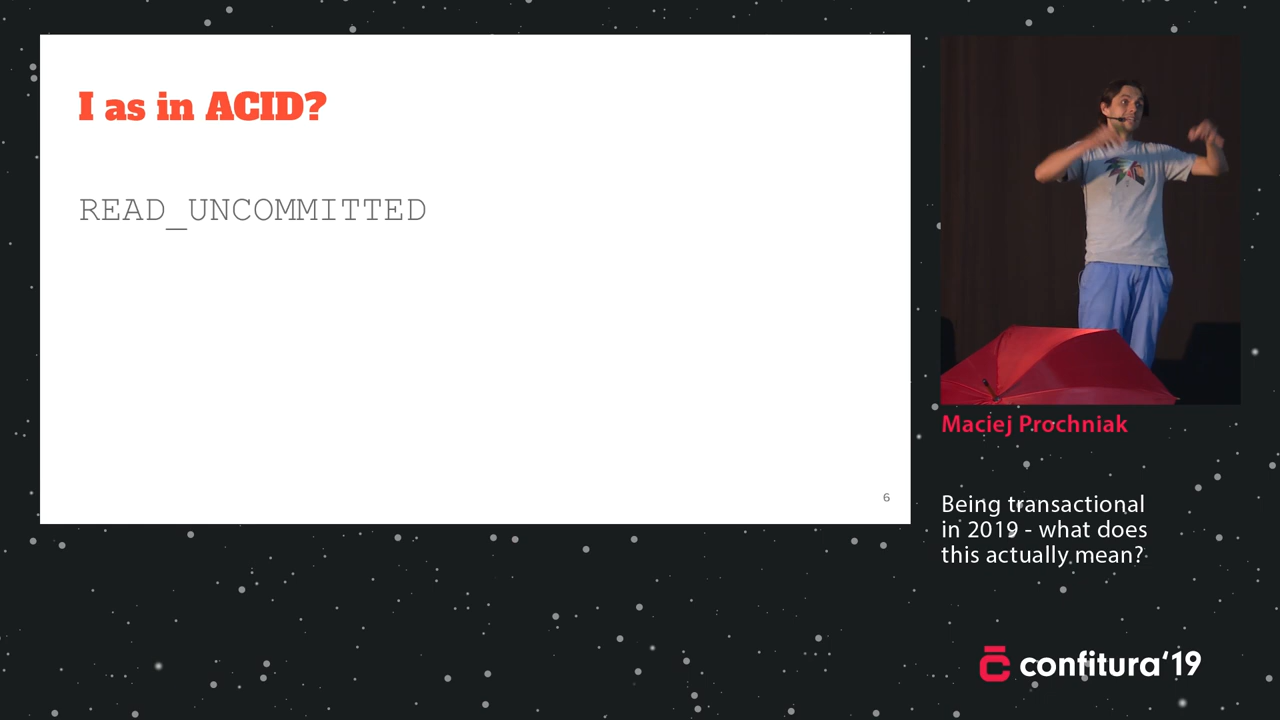 I as in ACID?
READ_UNCOMMITTED
6
Maciej Prochniak
Being transactional
in 2019 - what does
this actually mean?
confitura'19